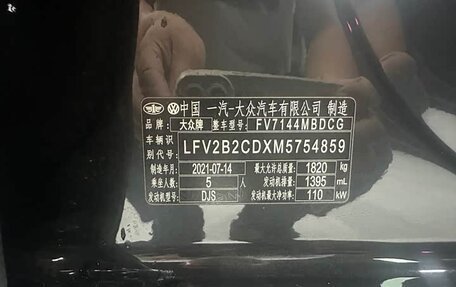 中国 一汽-大众汽车有限公司 制造
品牌: 大众牌 整车型号: FV7144MBDCG
车辆识别代号: LFV2B2CDXM5754859
制造年月: 2021-07-14 最大允许总质量: 1820 kg
乘坐人数: 5 人 发动机排量: 1395 mL
发动机型号: DJS 发动机最大净功率: 110 kW